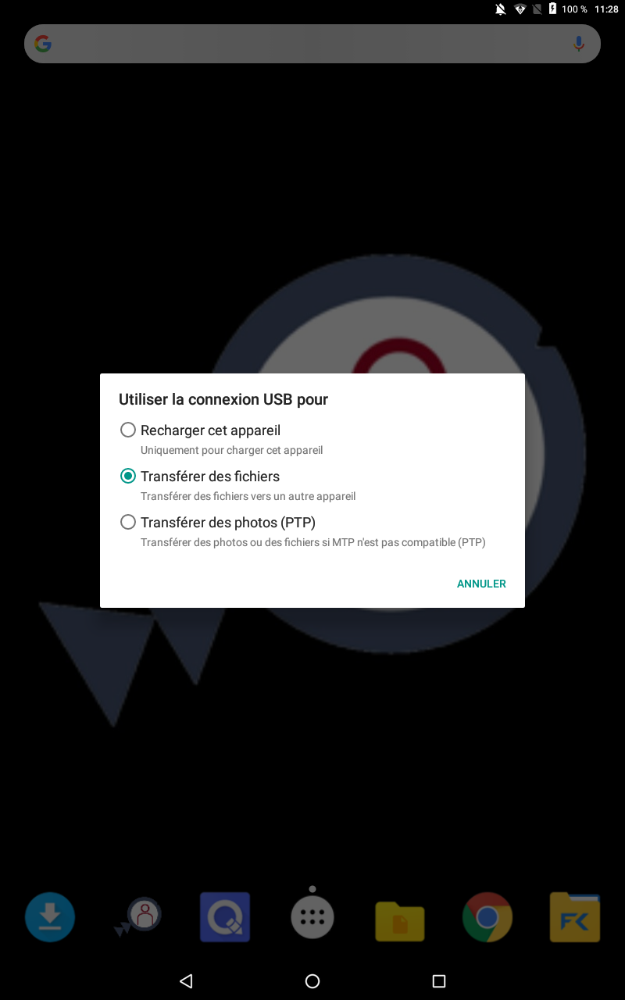 100 % 11:28
Utiliser la connexion USB pour
Recharger cet appareil
Uniquement pour charger cet appareil
Transférer des fichiers
Transférer des fichiers vers un autre appareil
Transférer des photos (PTP)
Transférer des photos ou des fichiers si MTP n'est pas compatible (PTP)
ANNULER
FK